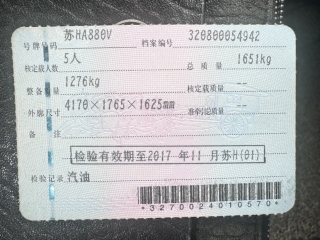 号牌号码 苏HA880V 档案编号 320800054942
核定载人数 5人 总质量 1651kg
整备质量 1276kg 核定载质量 --
外廓尺寸 4170×1765×1625mm 准牵引总质量 --
备注
检验有效期至2017 年11 月苏H(01)
检验记录 汽油
*3270024010570*